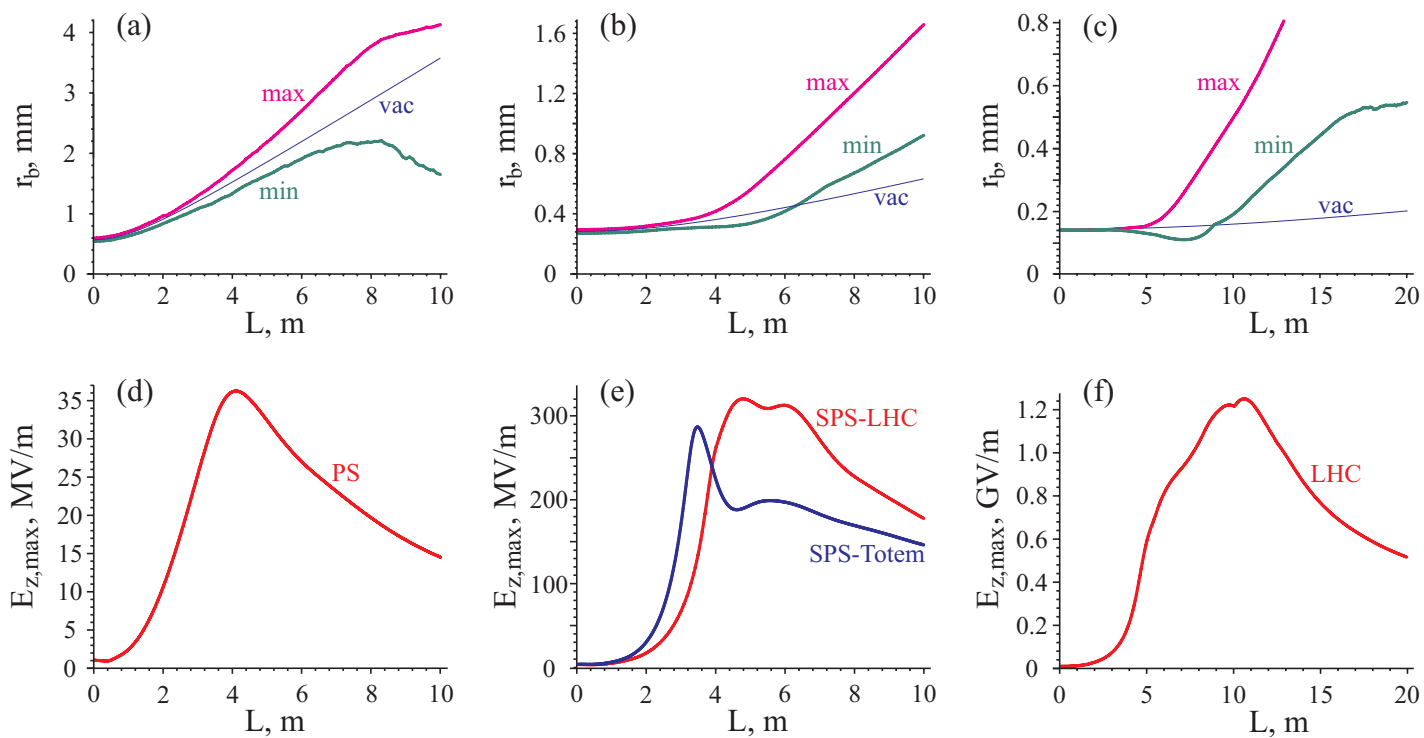 (a)
r_b, mm
4
3
2
1
0
max
vac
min
0 2 4 6 8 10
L, m
(b)
r_b, mm
1.6
1.2
0.8
0.4
0
max
min
vac
0 2 4 6 8 10
L, m
(c)
r_b, mm
0.8
0.6
0.4
0.2
0
max
min
vac
0 5 10 15 20
L, m
(d)
E_z,max, MV/m
35
30
25
20
15
10
5
0
PS
0 2 4 6 8 10
L, m
(e)
E_z,max, MV/m
300
200
100
0
SPS-LHC
SPS-Totem
0 2 4 6 8 10
L, m
(f)
E_z,max, GV/m
1.2
1.0
0.8
0.6
0.4
0.2
0
LHC
0 5 10 15 20
L, m